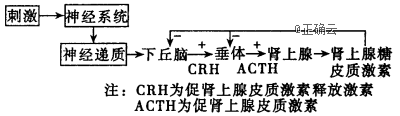 刺激
神经系统
@正确云
神经递质
下丘脑
+
CRH
垂体
+
ACTH
肾上腺
肾上腺糖
皮质激素
-
-
注：CRH为促肾上腺皮质激素释放激素
ACTH为促肾上腺皮质激素